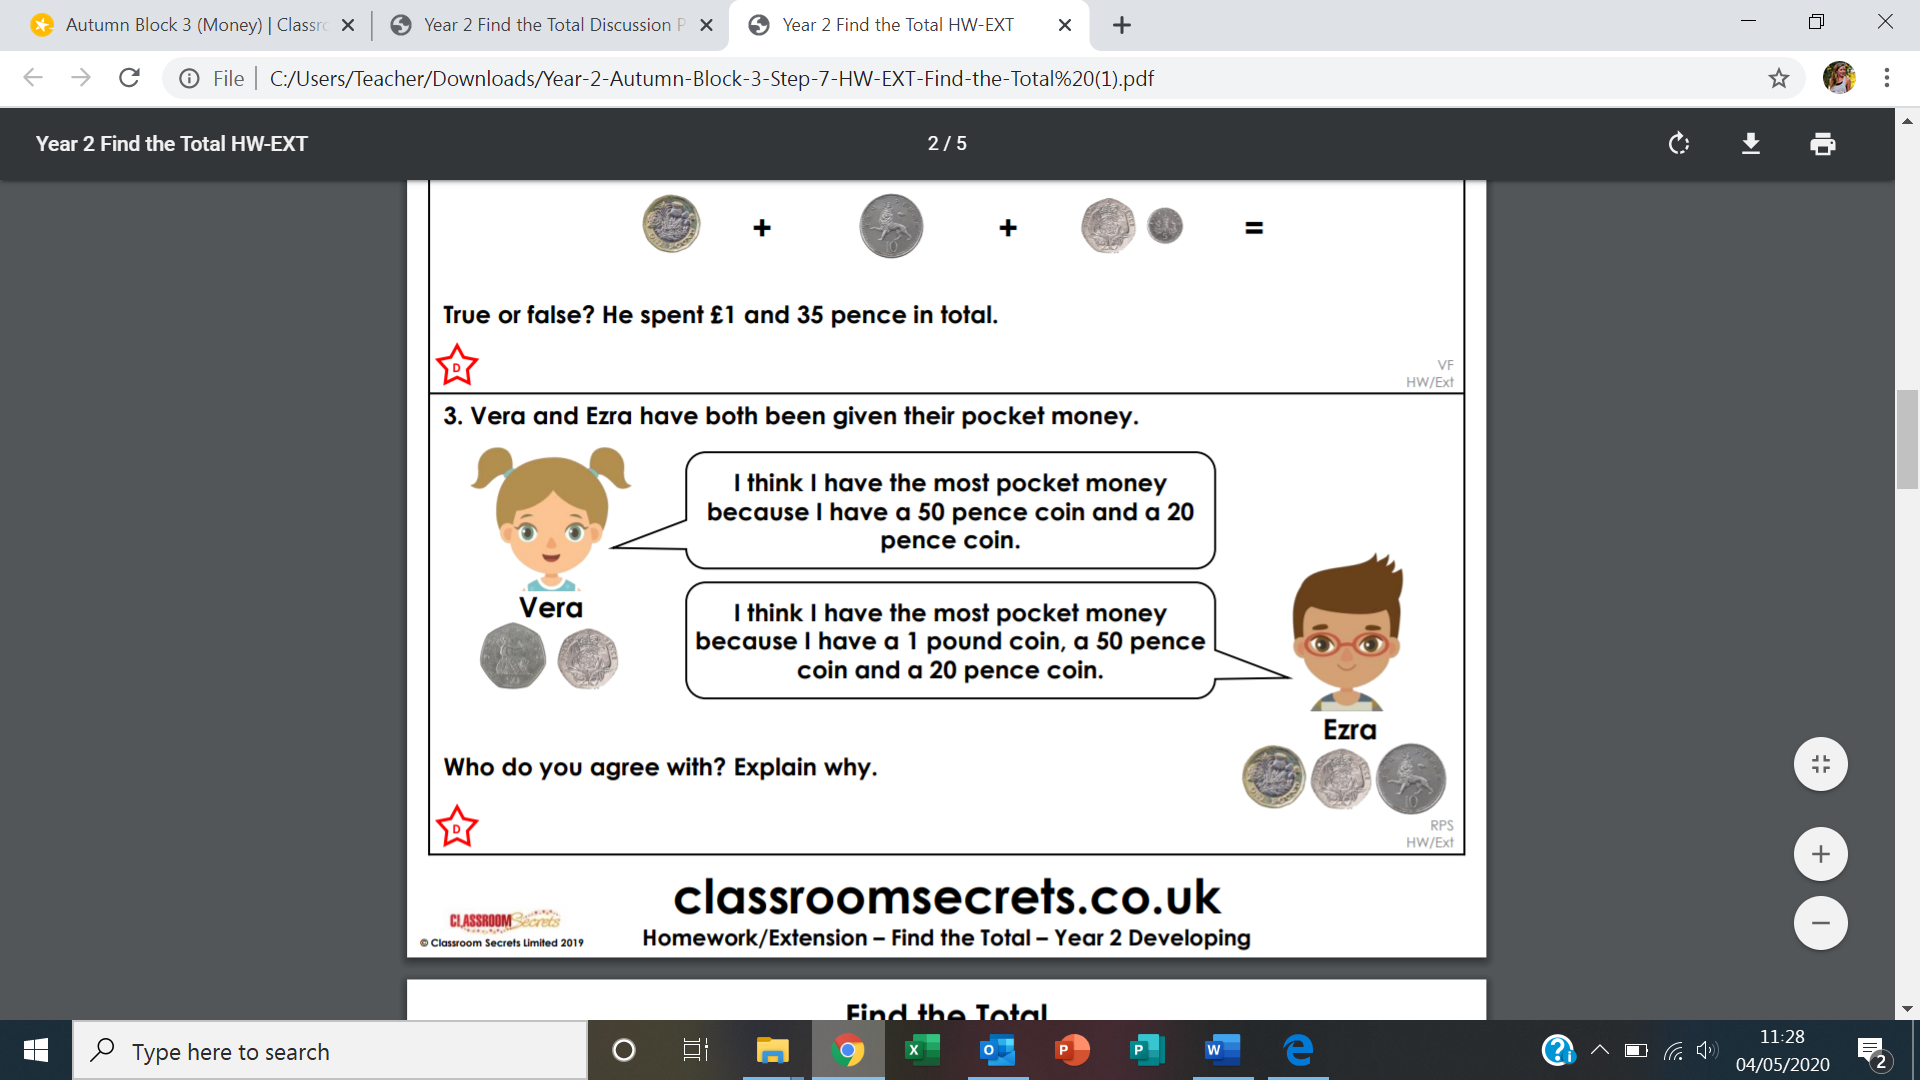 Autumn Block 3 (Money) | Classr
Year 2 Find the Total Discussion P
Year 2 Find the Total HW-EXT
File
C:/Users/Teacher/Downloads/Year-2-Autumn-Block-3-Step-7-HW-EXT-Find-the-Total%20(1).pdf
Year 2 Find the Total HW-EXT
2 / 5
+ + =
10
True or false? He spent £1 and 35 pence in total.
D
VF
HW/Ext
3. Vera and Ezra have both been given their pocket money.
I think I have the most pocket money
because I have a 50 pence coin and a 20
pence coin.
Vera
50
I think I have the most pocket money
because I have a 1 pound coin, a 50 pence
coin and a 20 pence coin.
Ezra
10
Who do you agree with? Explain why.
D
RPS
HW/Ext
CLASSROOM Secrets
© Classroom Secrets Limited 2019
classroomsecrets.co.uk
Homework/Extension – Find the Total – Year 2 Developing
Find the Total
Type here to search
11:28
04/05/2020
2